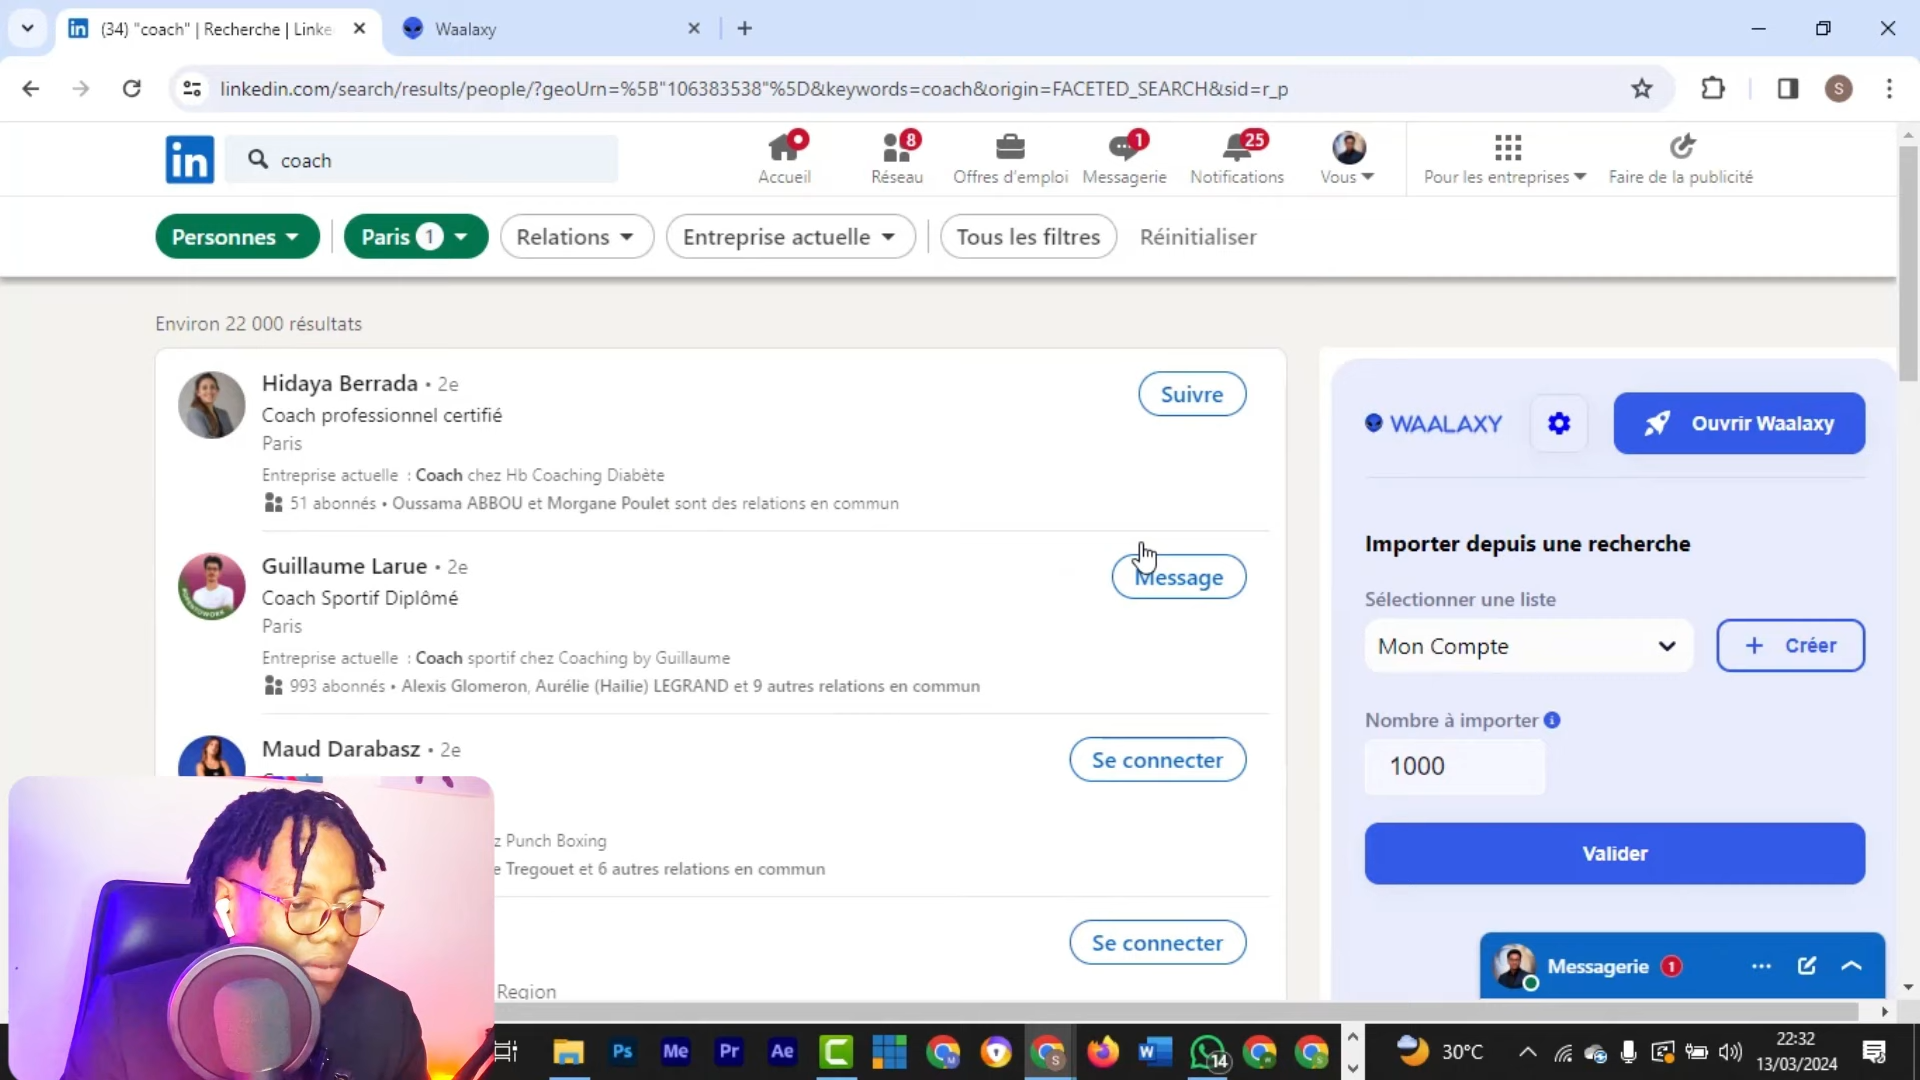 (34) "coach" | Recherche | Linke
Waalaxy
linkedin.com/search/results/people/?geoUrn=%5B"106383538"%5D&keywords=coach&origin=FACETED_SEARCH&sid=r_p
S
in
coach
Accueil
8
Réseau
Offres d'emploi
1
Messagerie
25
Notifications
Vous
Pour les entreprises
Faire de la publicité
Personnes
Paris 1
Relations
Entreprise actuelle
Tous les filtres
Réinitialiser
Environ 22 000 résultats
Hidaya Berrada • 2e
Coach professionnel certifié
Paris
Entreprise actuelle : Coach chez Hb Coaching Diabète
51 abonnés • Oussama ABBOU et Morgane Poulet sont des relations en commun
Suivre
Guillaume Larue • 2e
Coach Sportif Diplômé
Paris
Entreprise actuelle : Coach sportif chez Coaching by Guillaume
993 abonnés • Alexis Glomeron, Aurélie (Hailie) LEGRAND et 9 autres relations en commun
Message
Maud Darabasz • 2e
z Punch Boxing
e Tregouet et 6 autres relations en commun
Se connecter
Se connecter
Region
WAALAXY
Ouvrir Waalaxy
Importer depuis une recherche
Sélectionner une liste
Mon Compte
+ Créer
Nombre à importer
1000
Valider
Messagerie 1
Ps
Me
Pr
Ae
14
30°C
22:32
13/03/2024